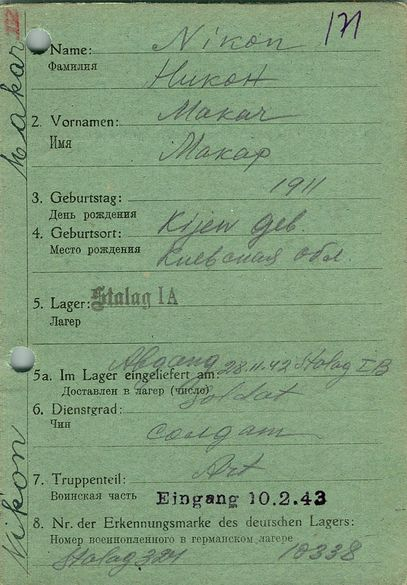 171
1. Name: Nikon
Фамилия
Никон
2. Vornamen: Makar
Имя
Макар
1911
3. Geburtstag:
День рождения
4. Geburtsort: Kijew geb.
Место рождения
Киевская обл.
5. Lager: Stalag IA
Лагер
Abgang 28.11.42 Stalag IB
5a. Im Lager eingeliefert am:
Доставлен в лагер (число)
Soldat
6. Dienstgrad:
Чин
солдат
Art
7. Truppenteil:
Воинская часть
Eingang 10.2.43
8. Nr. der Erkennungsmarke des deutschen Lagers:
Номер военнопленного в германском лагере
Stalag 324 10338
Nikon Makar